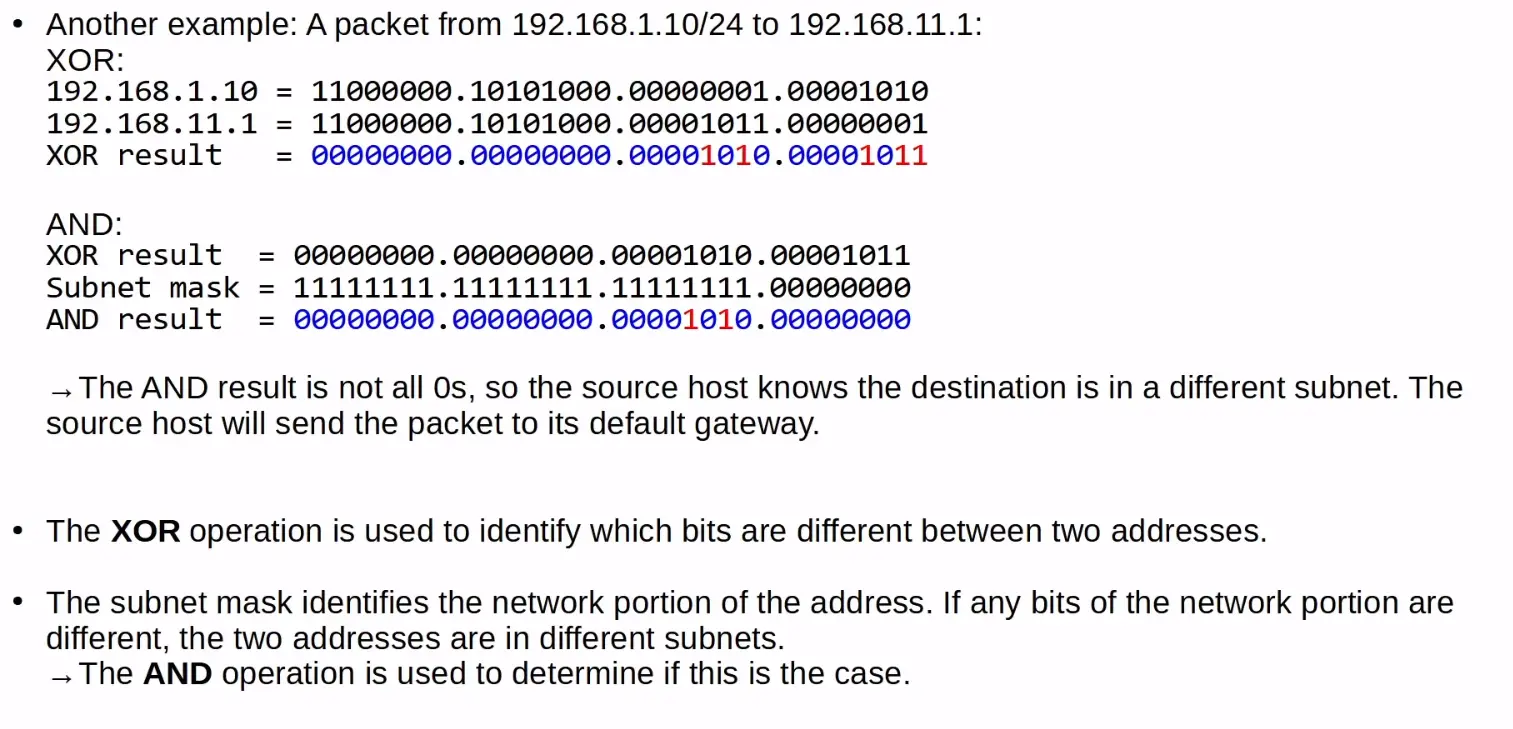 • Another example: A packet from 192.168.1.10/24 to 192.168.11.1:
XOR:
192.168.1.10 = 11000000.10101000.00000001.00001010
192.168.11.1 = 11000000.10101000.00001011.00000001
XOR result = 00000000.00000000.00001010.00001011
AND:
XOR result = 00000000.00000000.00001010.00001011
Subnet mask = 11111111.11111111.11111111.00000000
AND result = 00000000.00000000.00001010.00000000
→The AND result is not all 0s, so the source host knows the destination is in a different subnet. The
source host will send the packet to its default gateway.
• The XOR operation is used to identify which bits are different between two addresses.
• The subnet mask identifies the network portion of the address. If any bits of the network portion are
different, the two addresses are in different subnets.
→The AND operation is used to determine if this is the case.